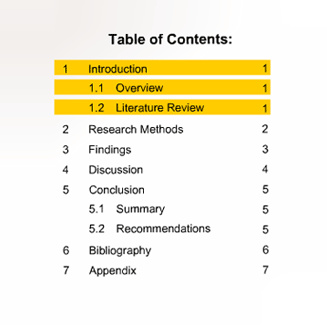 Table of Contents:
1 Introduction 1
1.1 Overview 1
1.2 Literature Review 1
2 Research Methods 2
3 Findings 3
4 Discussion 4
5 Conclusion 5
5.1 Summary 5
5.2 Recommendations 5
6 Bibliography 6
7 Appendix 7